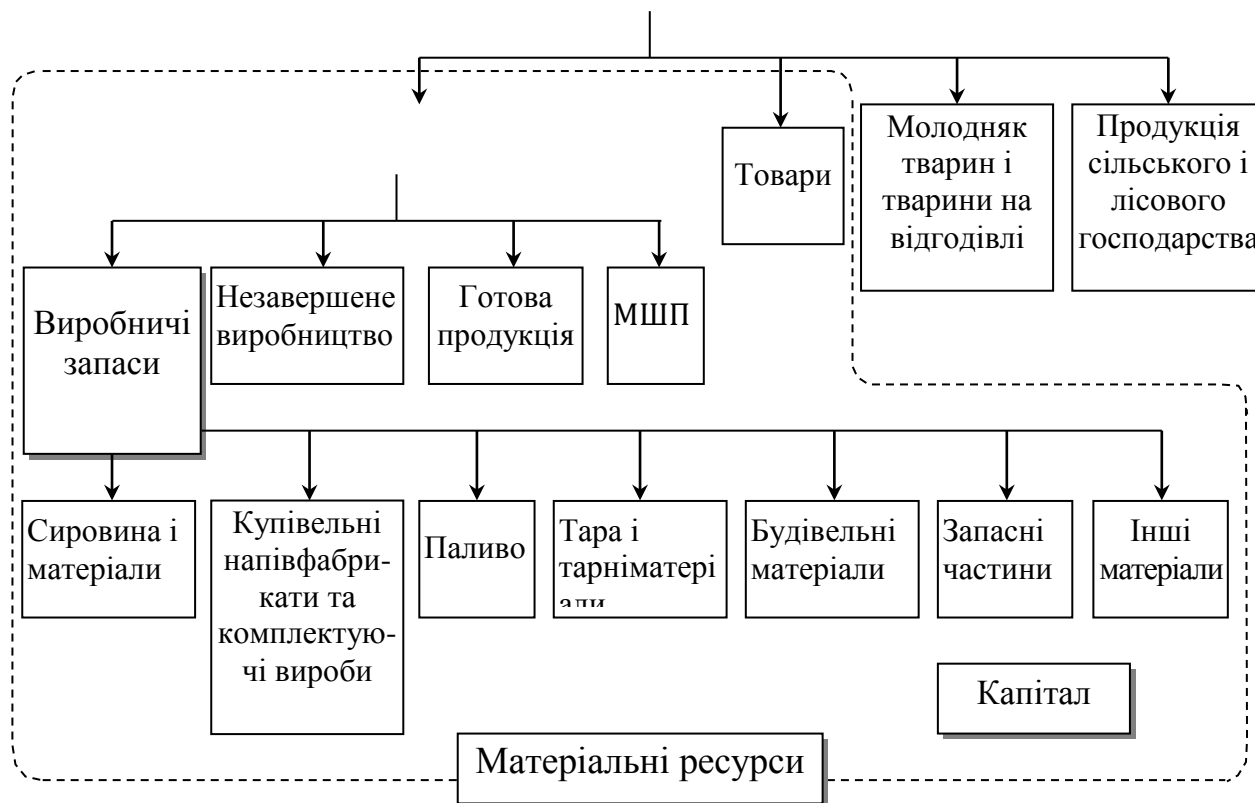 Товари
Молодняк
тварин і
тварини на
відгодівлі
Продукція
сільського і
лісового
господарства
Виробничі
запаси
Незавершене
виробництво
Готова
продукція
МШП
Сировина і
матеріали
Купівельні
напівфабри-
кати та
комплектую-
чі вироби
Паливо
Тара і
тарніматері
али
Будівельні
матеріали
Запасні
частини
Інші
матеріали
Капітал
Матеріальні ресурси